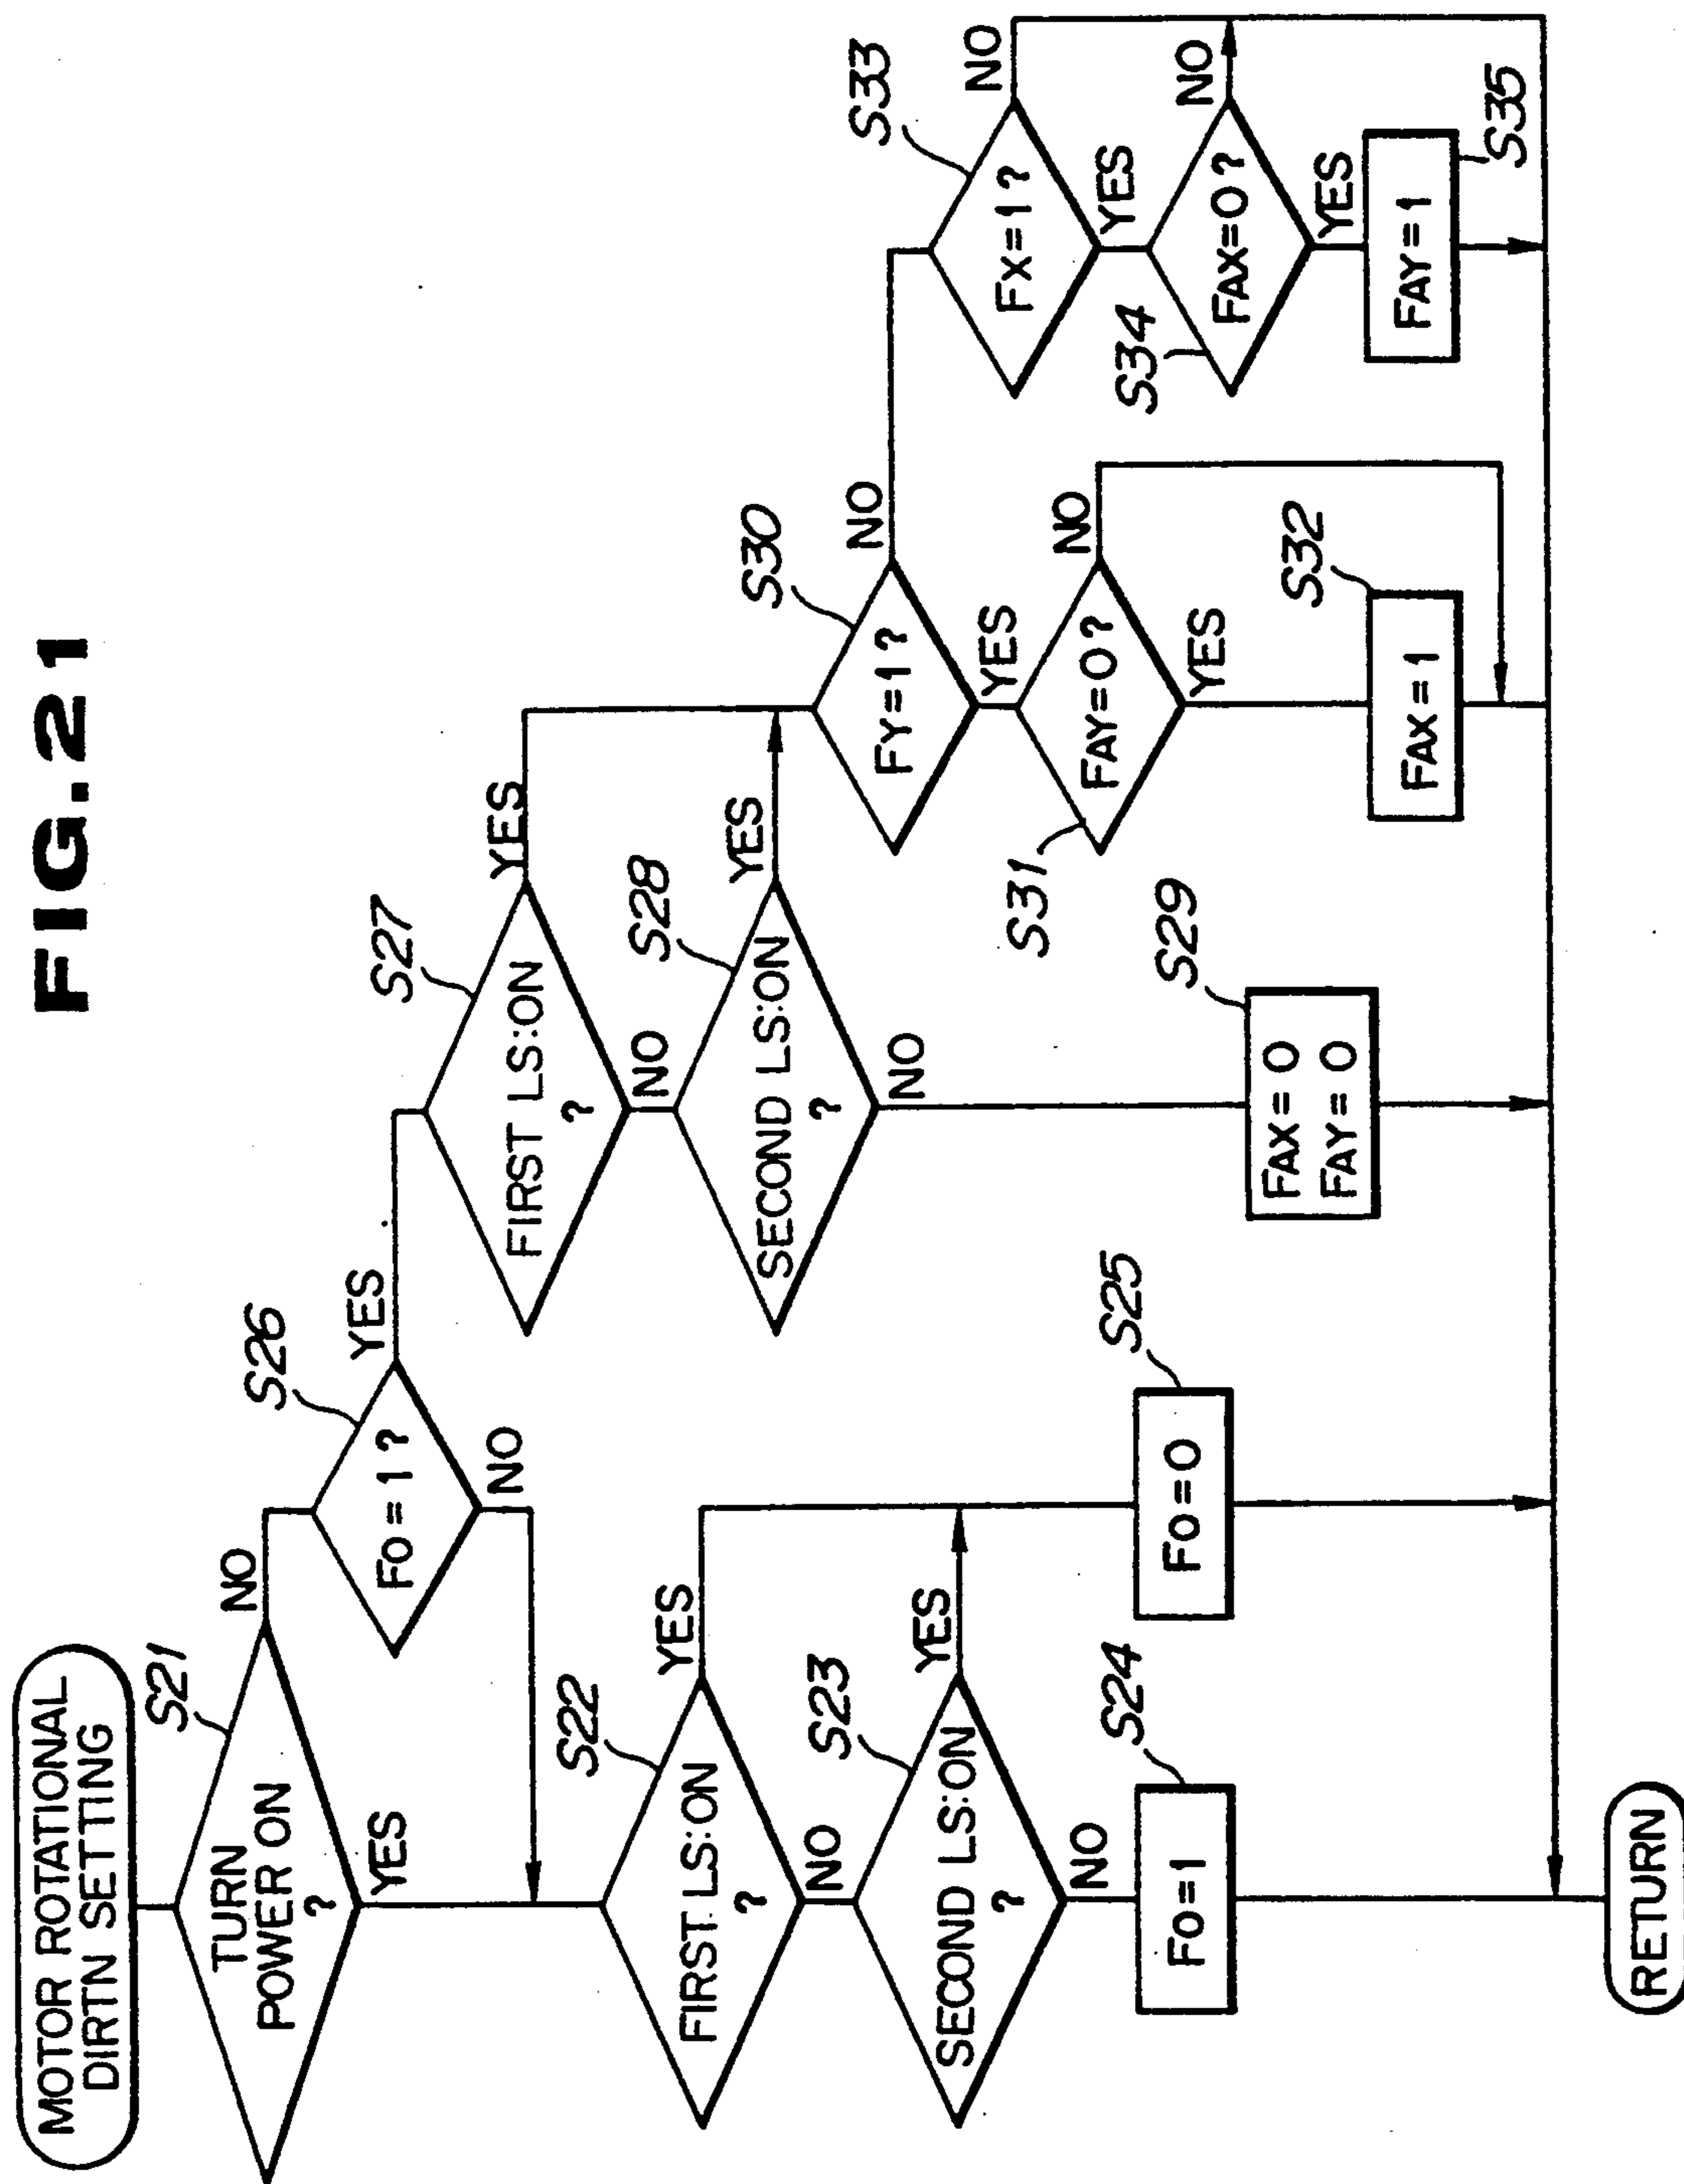 FIG.21
MOTOR ROTATIONAL
DIRTN SETTING
S21
TURN
POWER ON
?
NO
YES
S26
Fo=1?
YES
NO
S22
FIRST. LS:ON
?
YES
NO
S23
SECOND LS:ON
?
YES
NO
S24
Fo=1
S25
Fo=0
S27
FIRST LS:ON
?
YES
NO
S28
SECOND LS:ON
?
YES
NO
S29
FAX=0
FAY=0
S30
FY=1?
NO
YES
S31
FAY=0?
NO
YES
S32
FAX=1
S33
FX=1?
NO
YES
S34
FAX=0?
NO
YES
S35
FAY=1
RETURN